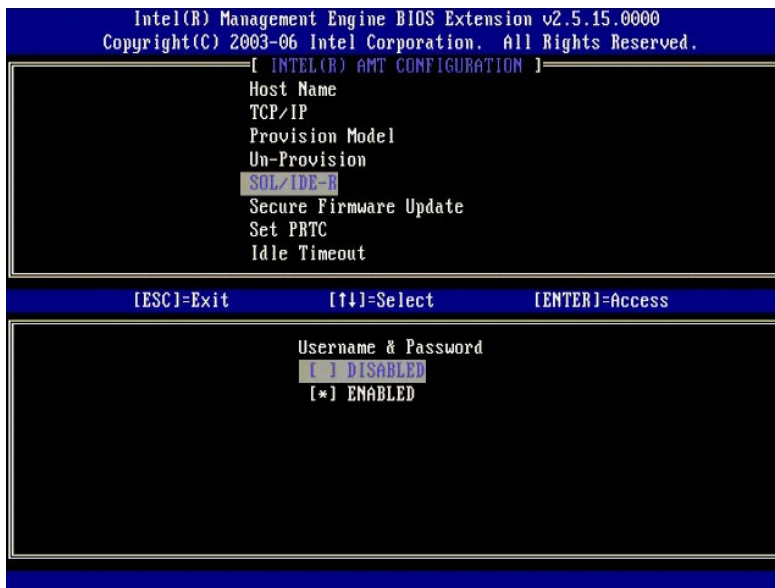 Intel(R) Management Engine BIOS Extension v2.5.15.0000
Copyright(C) 2003-06 Intel Corporation. All Rights Reserved.
[ INTEL(R) AMT CONFIGURATION ]
Host Name
TCP/IP
Provision Model
Un-Provision
SOL/IDE-R
Secure Firmware Update
Set PRTC
Idle Timeout
[ESC]=Exit [↑↓]=Select [ENTER]=Access
Username & Password
[ ] DISABLED
[*] ENABLED